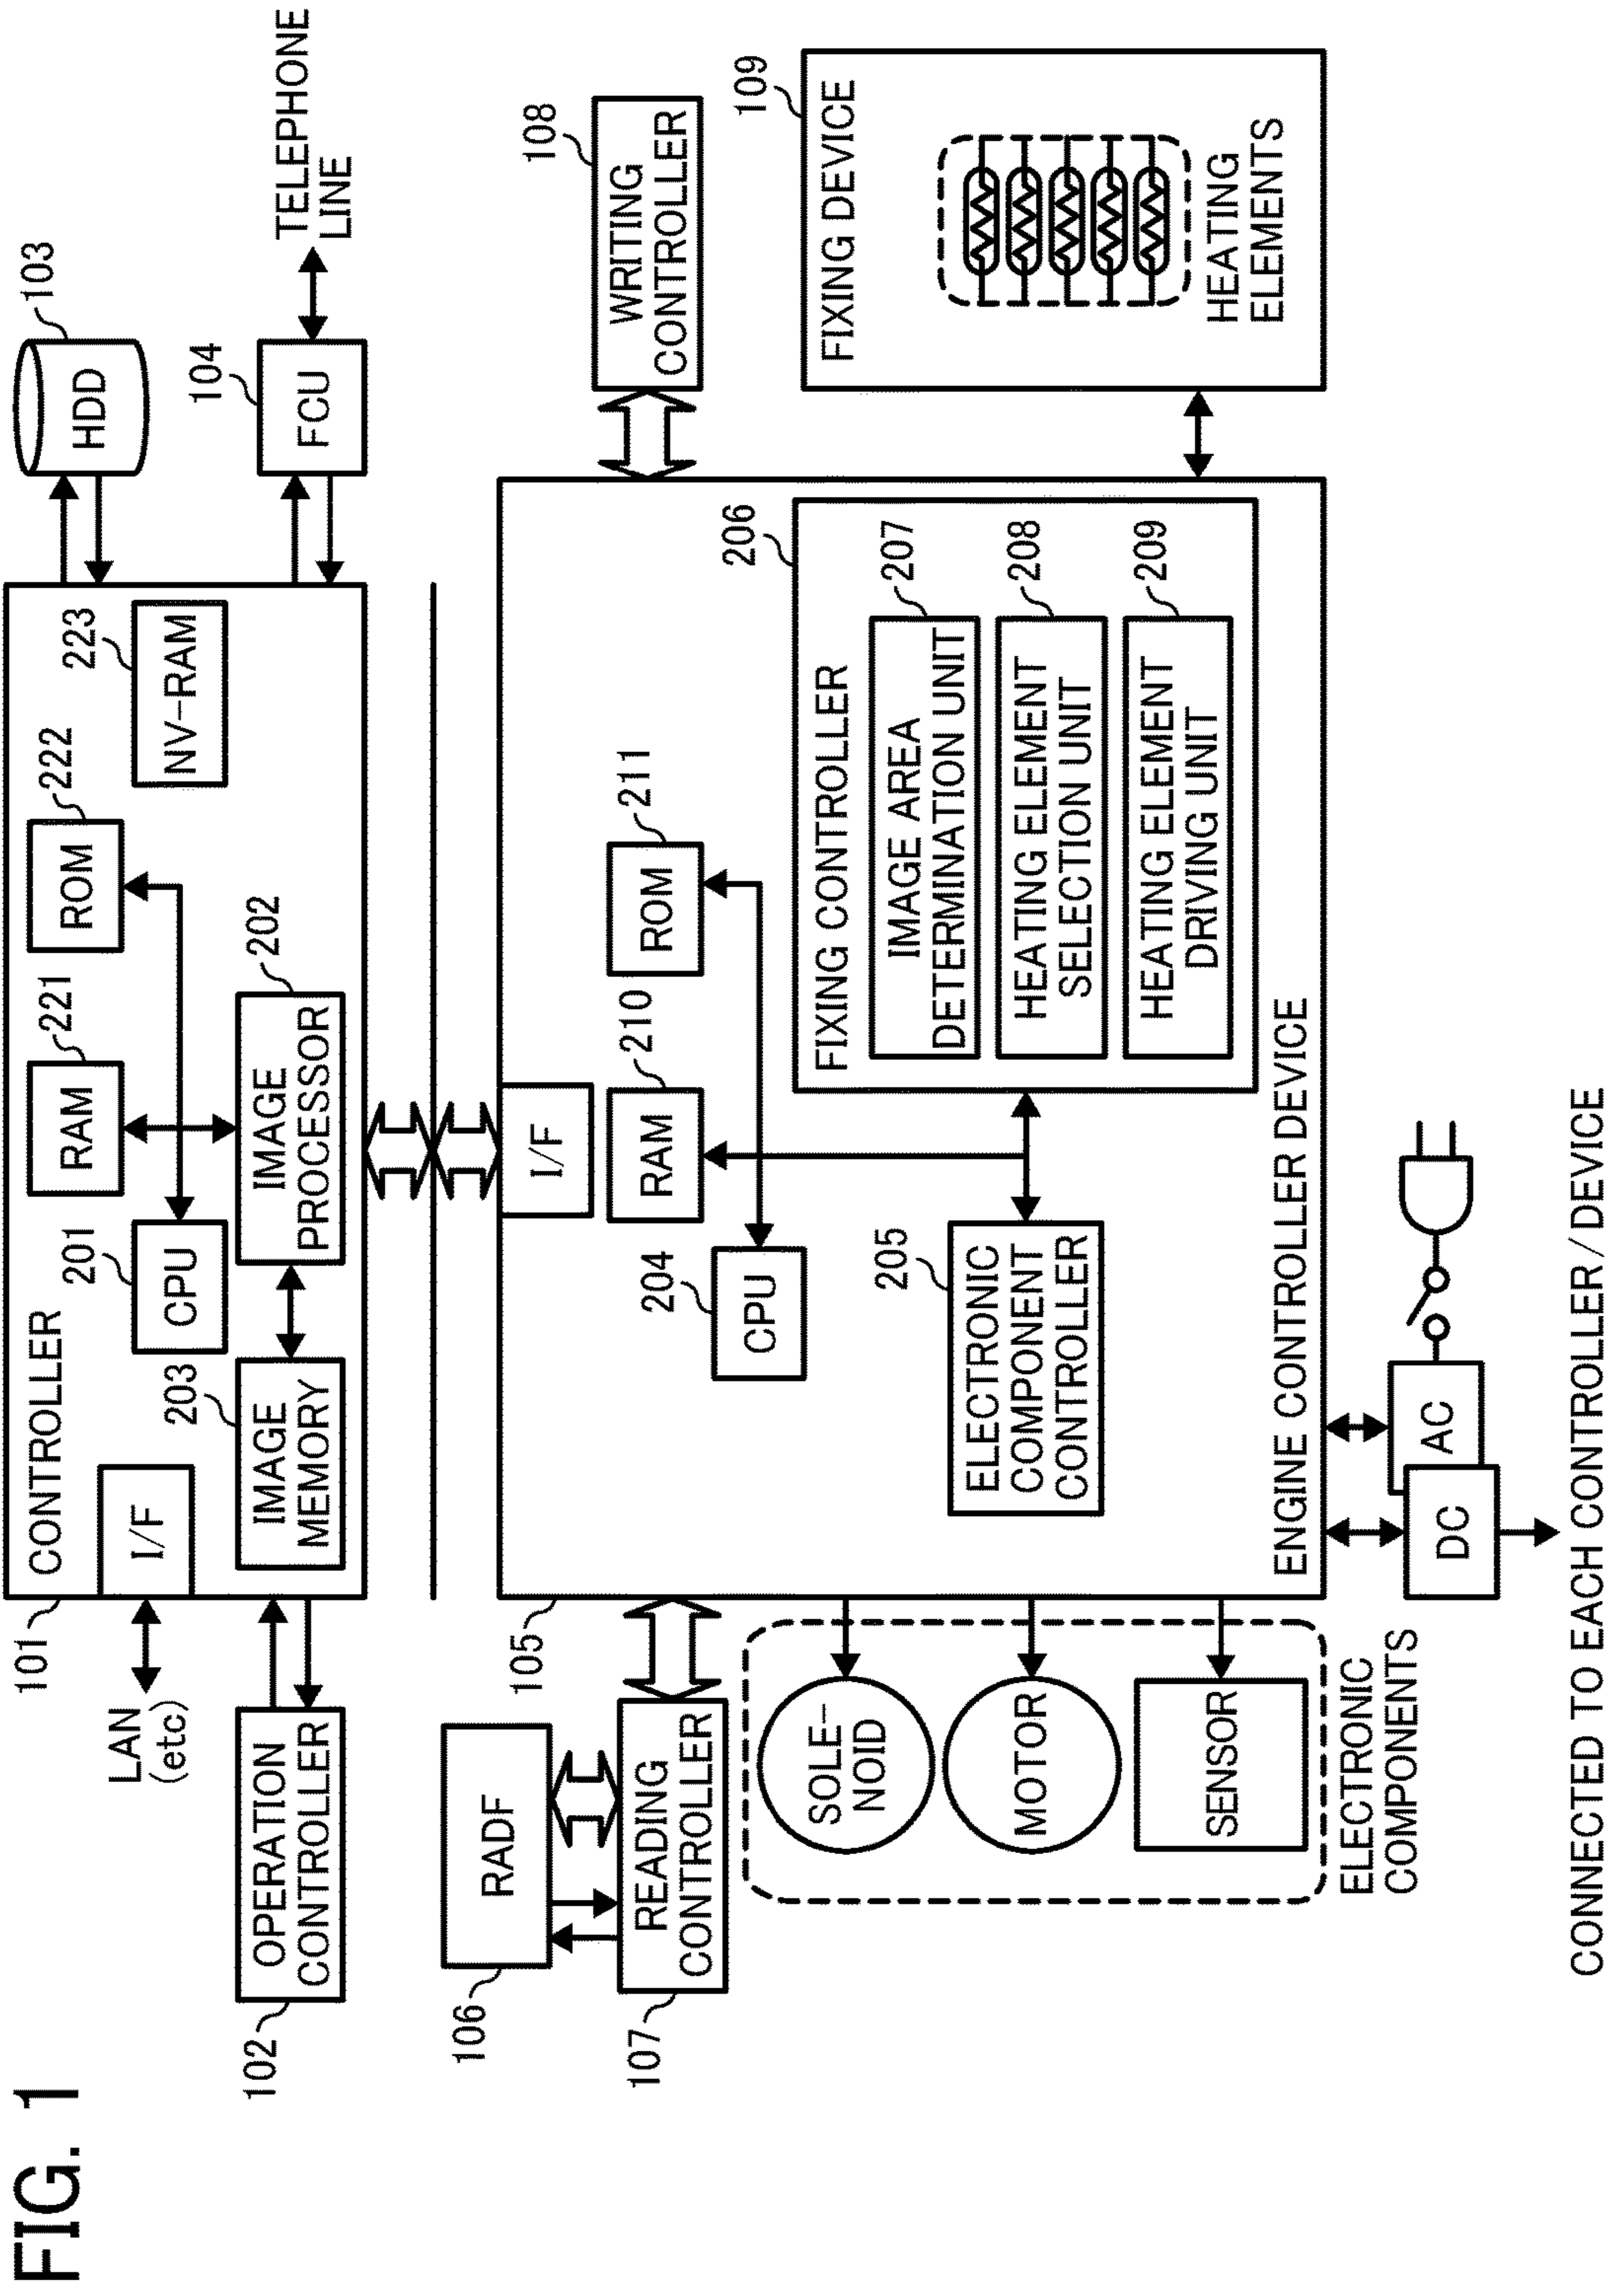 FIG. 1
101
CONTROLLER
LAN
(etc)
I/F
201
CPU
221
RAM
222
ROM
223
NV-RAM
103
HDD
102
OPERATION
CONTROLLER
203
IMAGE
MEMORY
202
IMAGE
PROCESSOR
104
FCU
TELEPHONE
LINE
106
RADF
107
READING
CONTROLLER
105
I/F
204
CPU
210
RAM
211
ROM
108
WRITING
CONTROLLER
205
ELECTRONIC
COMPONENT
CONTROLLER
206
FIXING CONTROLLER
207
IMAGE AREA
DETERMINATION UNIT
208
HEATING ELEMENT
SELECTION UNIT
209
HEATING ELEMENT
DRIVING UNIT
109
FIXING DEVICE
HEATING
ELEMENTS
SOLE-
NOID
MOTOR
SENSOR
ELECTRONIC
COMPONENTS
ENGINE CONTROLLER DEVICE
AC
DC
CONNECTED TO EACH CONTROLLER/DEVICE